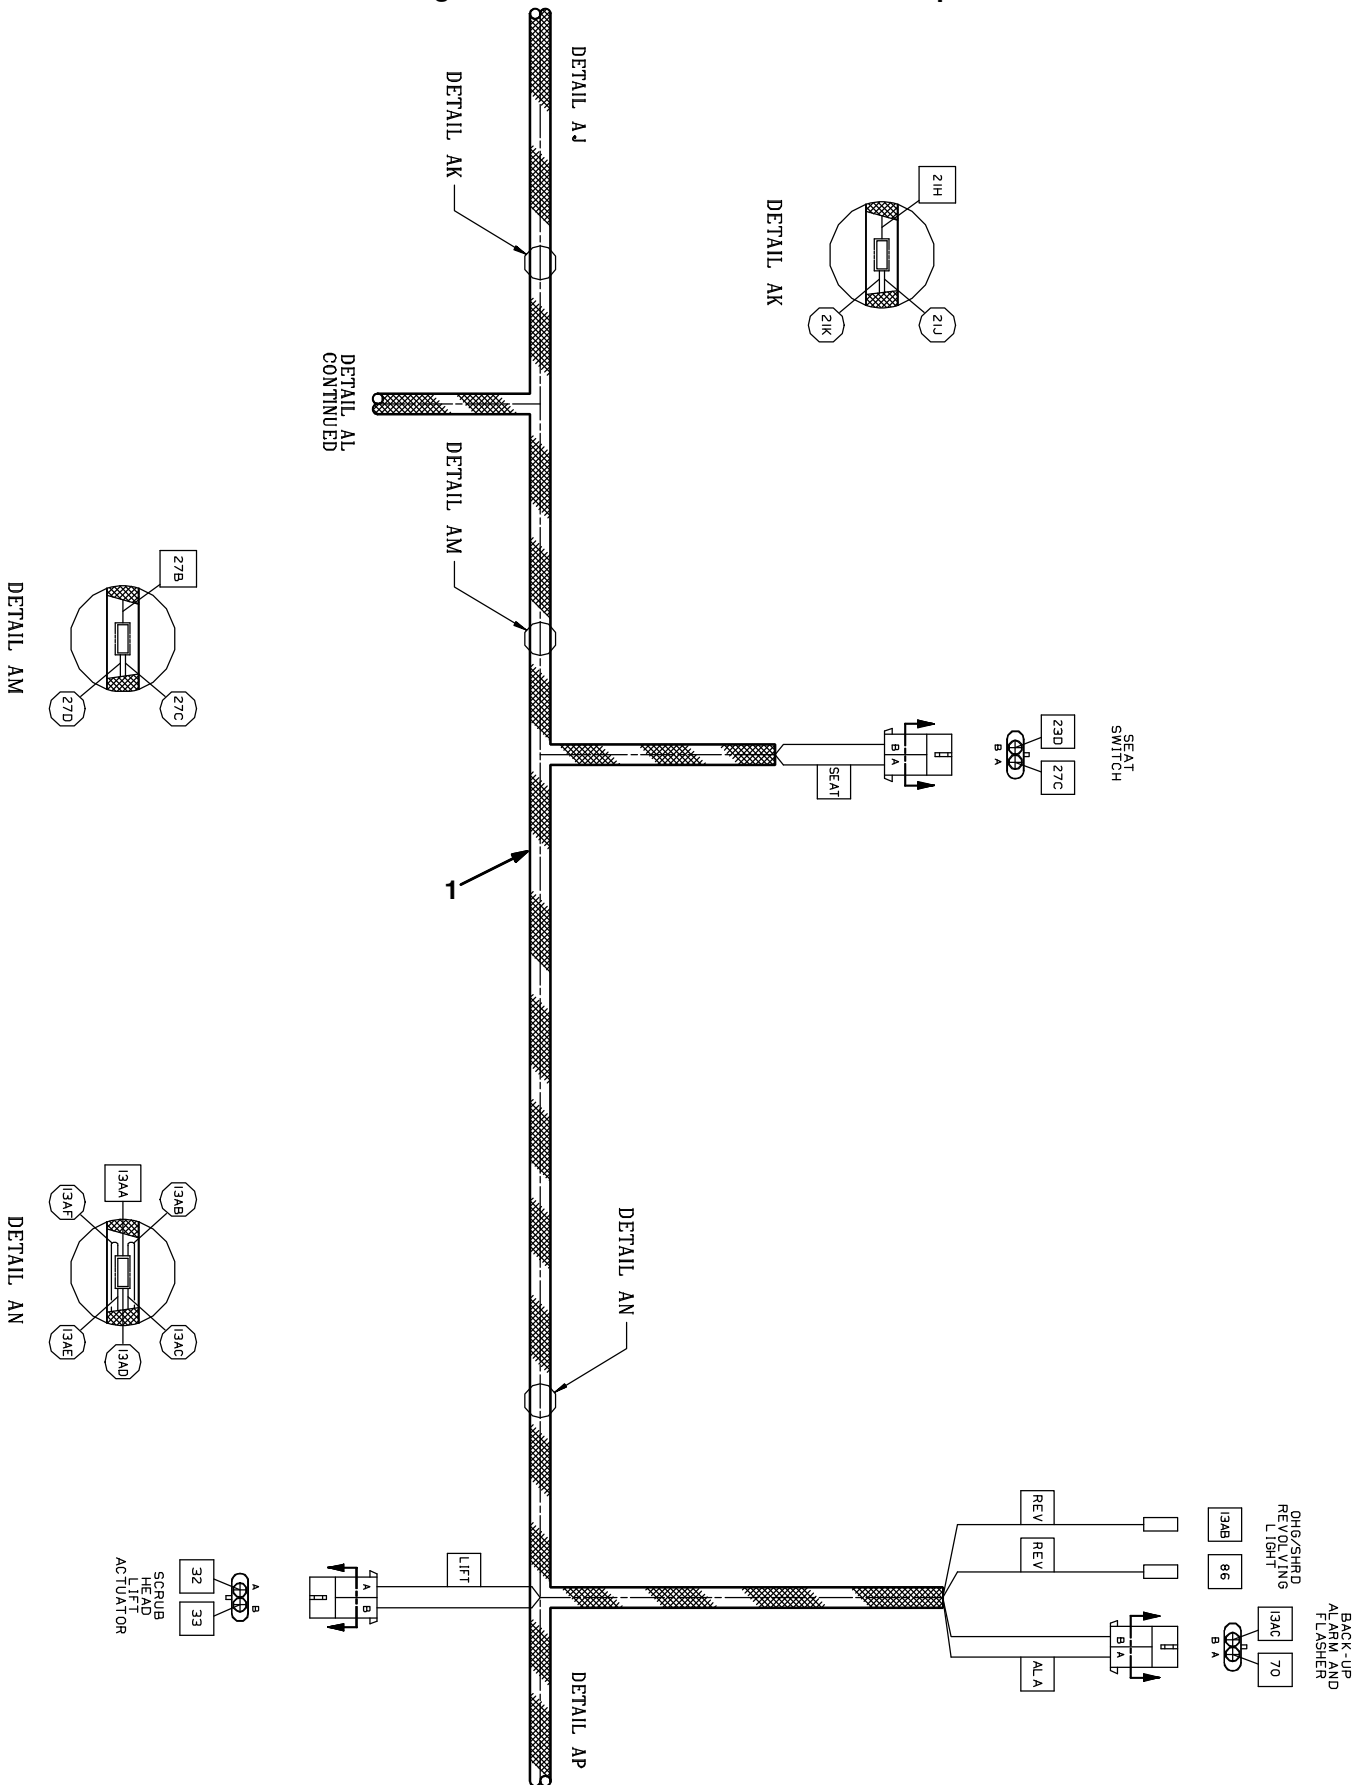 DETAIL AJ
DETAIL AK
21H
21J
21K
DETAIL AK
DETAIL AL
CONTINUED
DETAIL AM
27B
27C
27D
DETAIL AM
SEAT
SWITCH
23D
27C
B
A
B
A
SEAT
1
DETAIL AN
13AA
13AB
13AF
13AC
13AD
13AE
DETAIL AN
OHG/SHRD
REVOLVING
LIGHT
13AB
86
REV
REV
BACK-UP
ALARM AND
FLASHER
13AC
70
B
A
B
A
ALA
LIFT
A
B
A
B
32
33
SCRUB
HEAD
LIFT
ACTUATOR
DETAIL AP